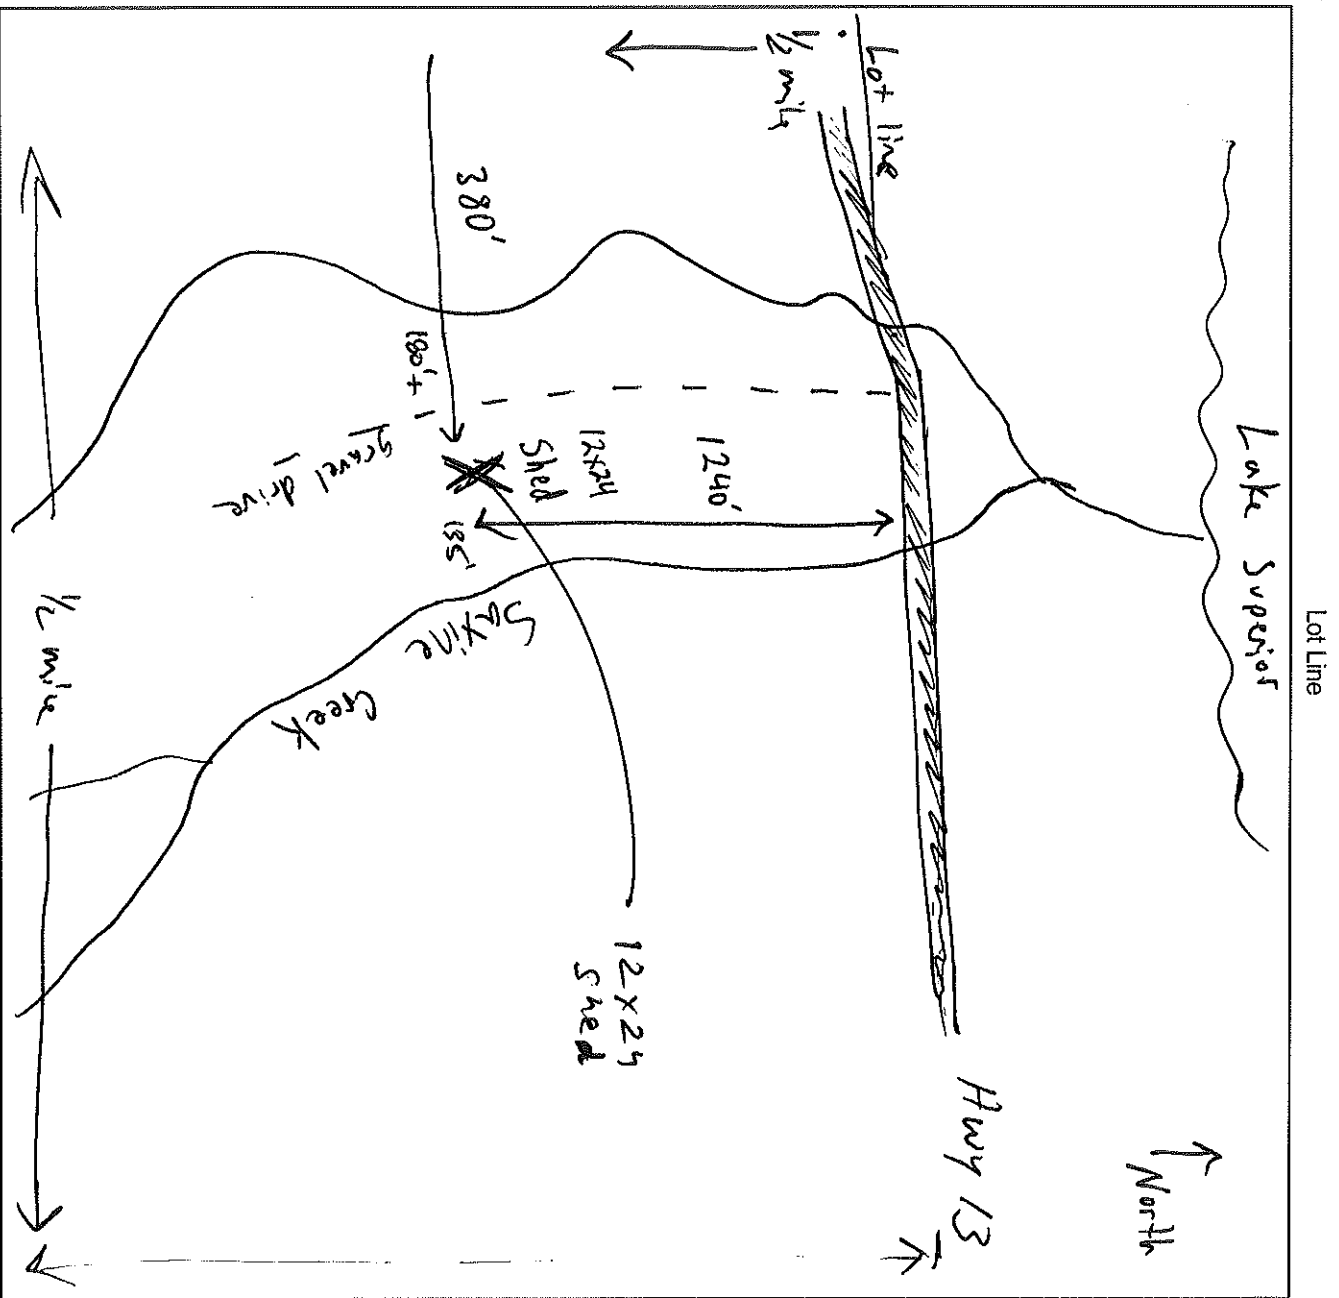 Lot Line
Lake Superior
North
Hwy 13
Lot line
1/2 mile
1240'
12x24
Shed
12x24
shed
380'
180'+
135'
gravel drive
Saxine
Creek
1/2 mile